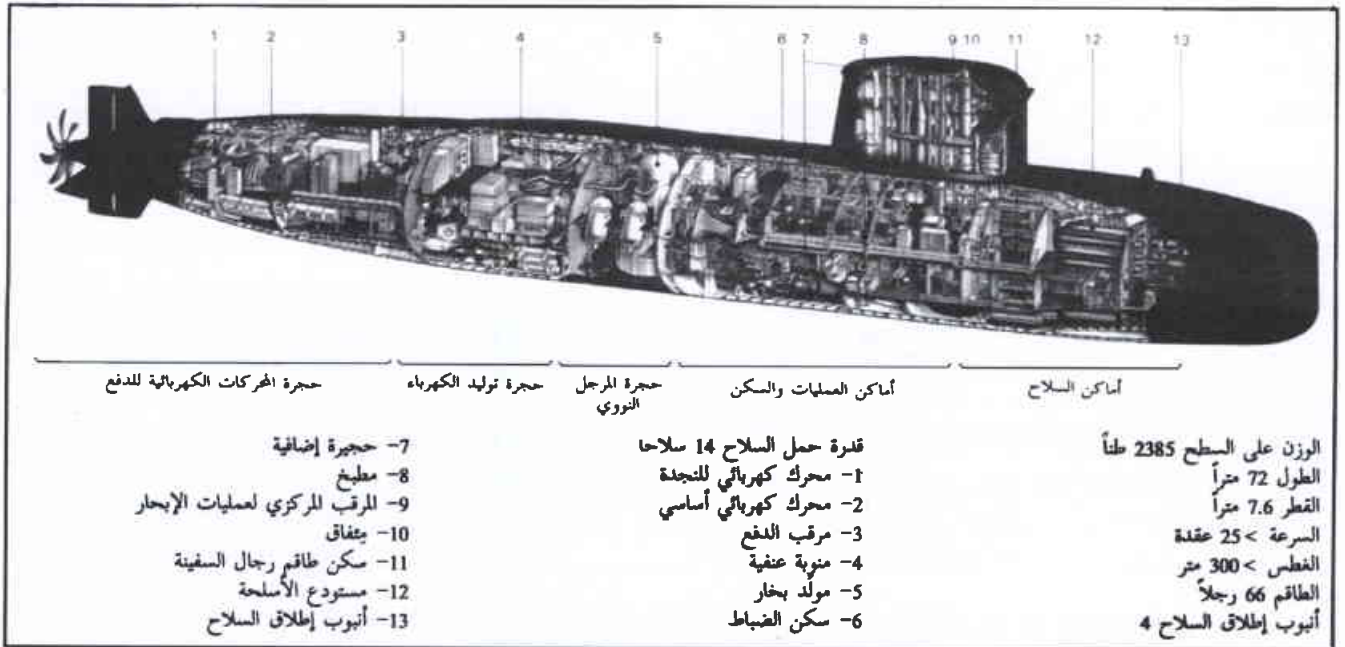 1 2 3 4 5 6 7 8 9 10 11 12 13
أماكن السلاح
أماكن العمليات والسكن
حجرة المرجل
النووي
حجرة توليد الكهرباء
حجرة المحركات الكهربائية للدفع
الوزن على السطح 2385 طناً
الطول 72 متراً
القطر 7.6 متراً
السرعة > 25 عقدة
الغطس > 300 متر
الطاقم 66 رجلاً
أنبوب إطلاق السلاح 4
قدرة حمل السلاح 14 سلاحا
1- محرك كهربائي للنجدة
2- محرك كهربائي أساسي
3- مرقب الدفع
4- منوبة عنفية
5- مولّد بخار
6- سكن الضباط
7- حجيرة إضافية
8- مطبخ
9- المرقب المركزي لعمليات الإبحار
10- مئفاق
11- سكن طاقم رجال السفينة
12- مستودع الأسلحة
13- أنبوب إطلاق السلاح